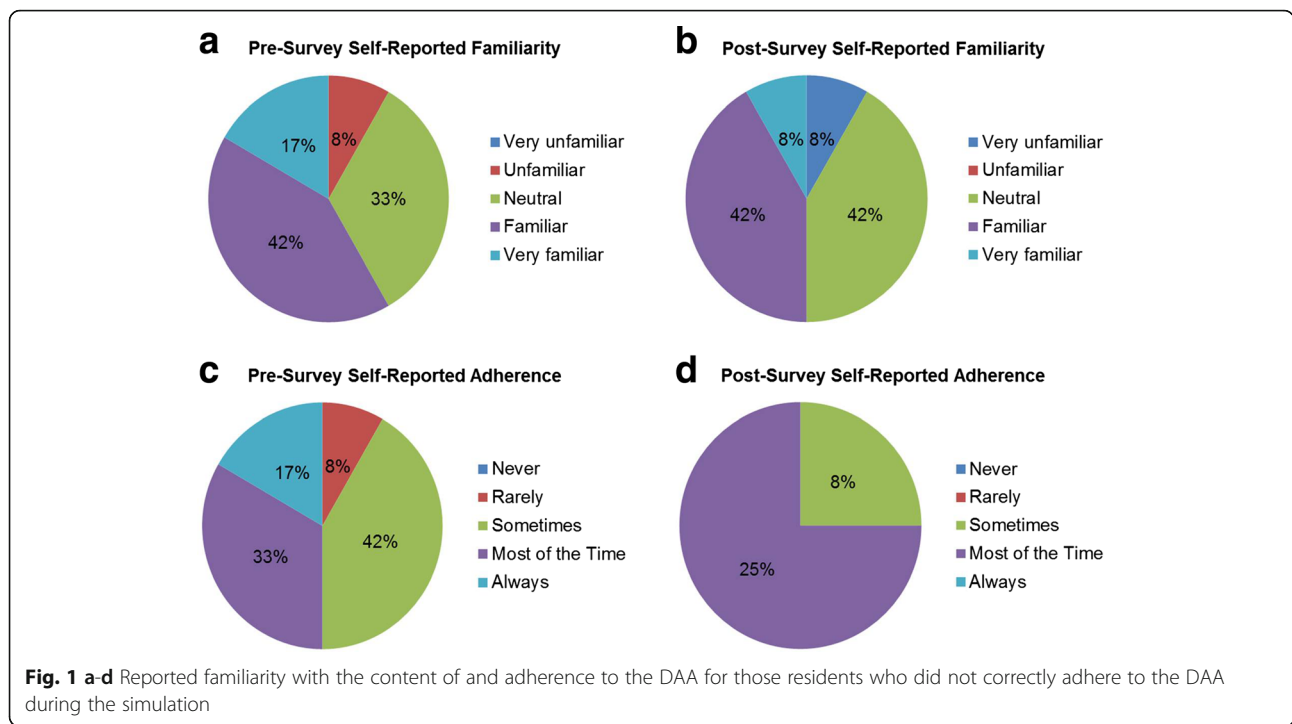 a Pre-Survey Self-Reported Familiarity
8%
33%
42%
17%
Very unfamiliar
Unfamiliar
Neutral
Familiar
Very familiar
b Post-Survey Self-Reported Familiarity
8%
42%
42%
8%
Very unfamiliar
Unfamiliar
Neutral
Familiar
Very familiar
c Pre-Survey Self-Reported Adherence
8%
42%
33%
17%
Never
Rarely
Sometimes
Most of the Time
Always
d Post-Survey Self-Reported Adherence
8%
25%
Never
Rarely
Sometimes
Most of the Time
Always
Fig. 1 a-d Reported familiarity with the content of and adherence to the DAA for those residents who did not correctly adhere to the DAA
during the simulation